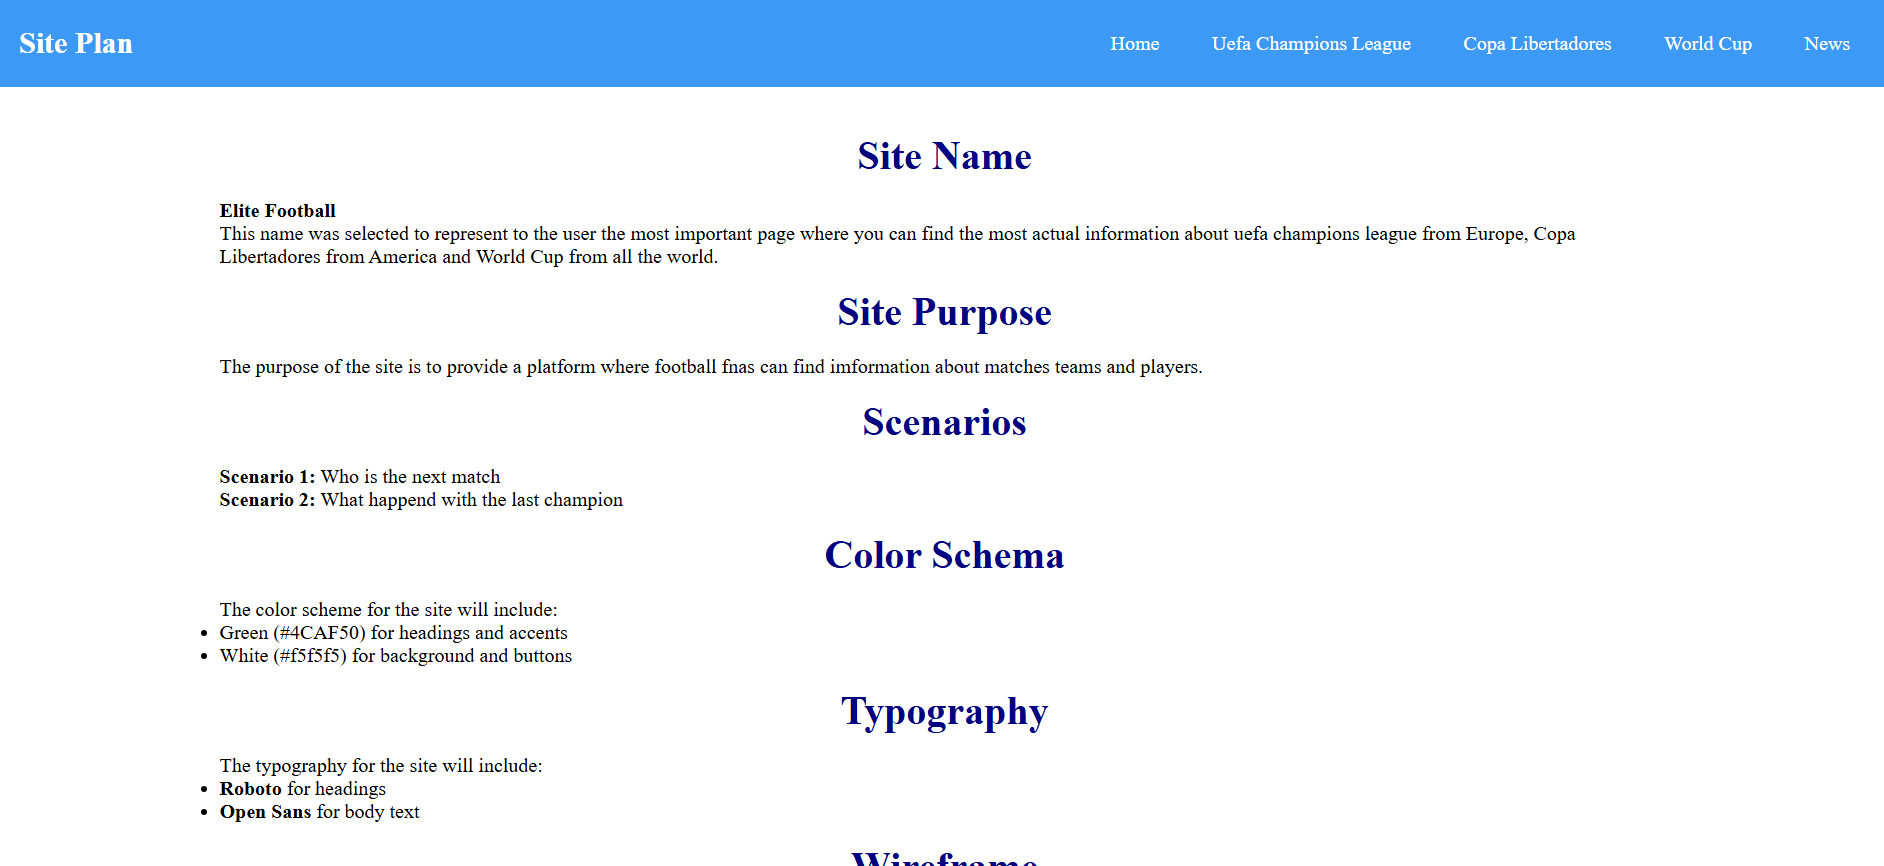 Site Plan
Home Uefa Champions League Copa Libertadores World Cup News
Site Name
Elite Football
This name was selected to represent to the user the most important page where you can find the most actual information about uefa champions league from Europe, Copa
Libertadores from America and World Cup from all the world.
Site Purpose
The purpose of the site is to provide a platform where football fnas can find imformation about matches teams and players.
Scenarios
Scenario 1: Who is the next match
Scenario 2: What happend with the last champion
Color Schema
The color scheme for the site will include:
• Green (#4CAF50) for headings and accents
• White (#f5f5f5) for background and buttons
Typography
The typography for the site will include:
• Roboto for headings
• Open Sans for body text
Wireframe